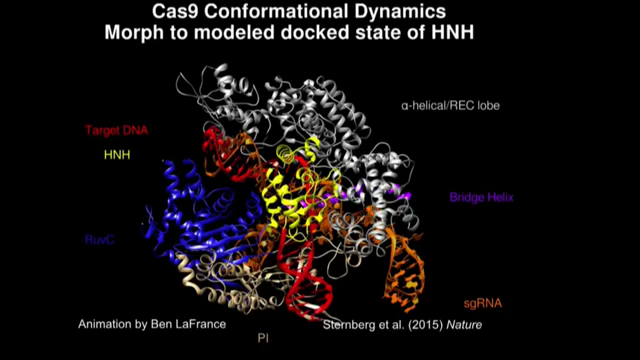 Cas9 Conformational Dynamics
Morph to modeled docked state of HNH
α-helical/REC lobe
Target DNA
HNH
Bridge Helix
RuvC
sgRNA
Animation by Ben LaFrance
Sternberg et al. (2015) Nature
PI